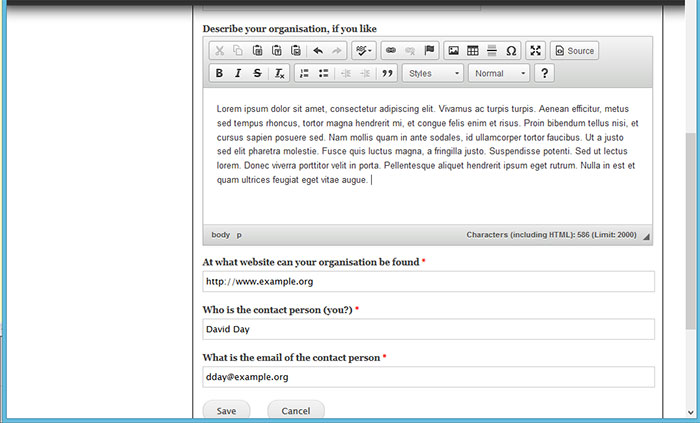 Describe your organisation, if you like
Source
B I S Tx Styles Normal ?
Lorem ipsum dolor sit amet, consectetur adipiscing elit. Vivamus ac turpis turpis. Aenean efficitur, metus
sed tempus rhoncus, tortor magna hendrerit mi, et congue felis enim et risus. Proin bibendum tellus nisi, et
cursus sapien posuere sed. Nam mollis quam in ante sodales, id ullamcorper tortor faucibus. Ut a justo
sed elit pharetra molestie. Fusce quis luctus magna, a fringilla justo. Suspendisse potenti. Sed ut lectus
lorem. Donec viverra porttitor velit in porta. Pellentesque aliquet hendrerit ipsum eget rutrum. Nulla in est et
quam ultrices feugiat eget vitae augue.
body p Characters (including HTML): 586 (Limit: 2000)
At what website can your organisation be found *
http://www.example.org
Who is the contact person (you?) *
David Day
What is the email of the contact person *
dday@example.org
Save Cancel